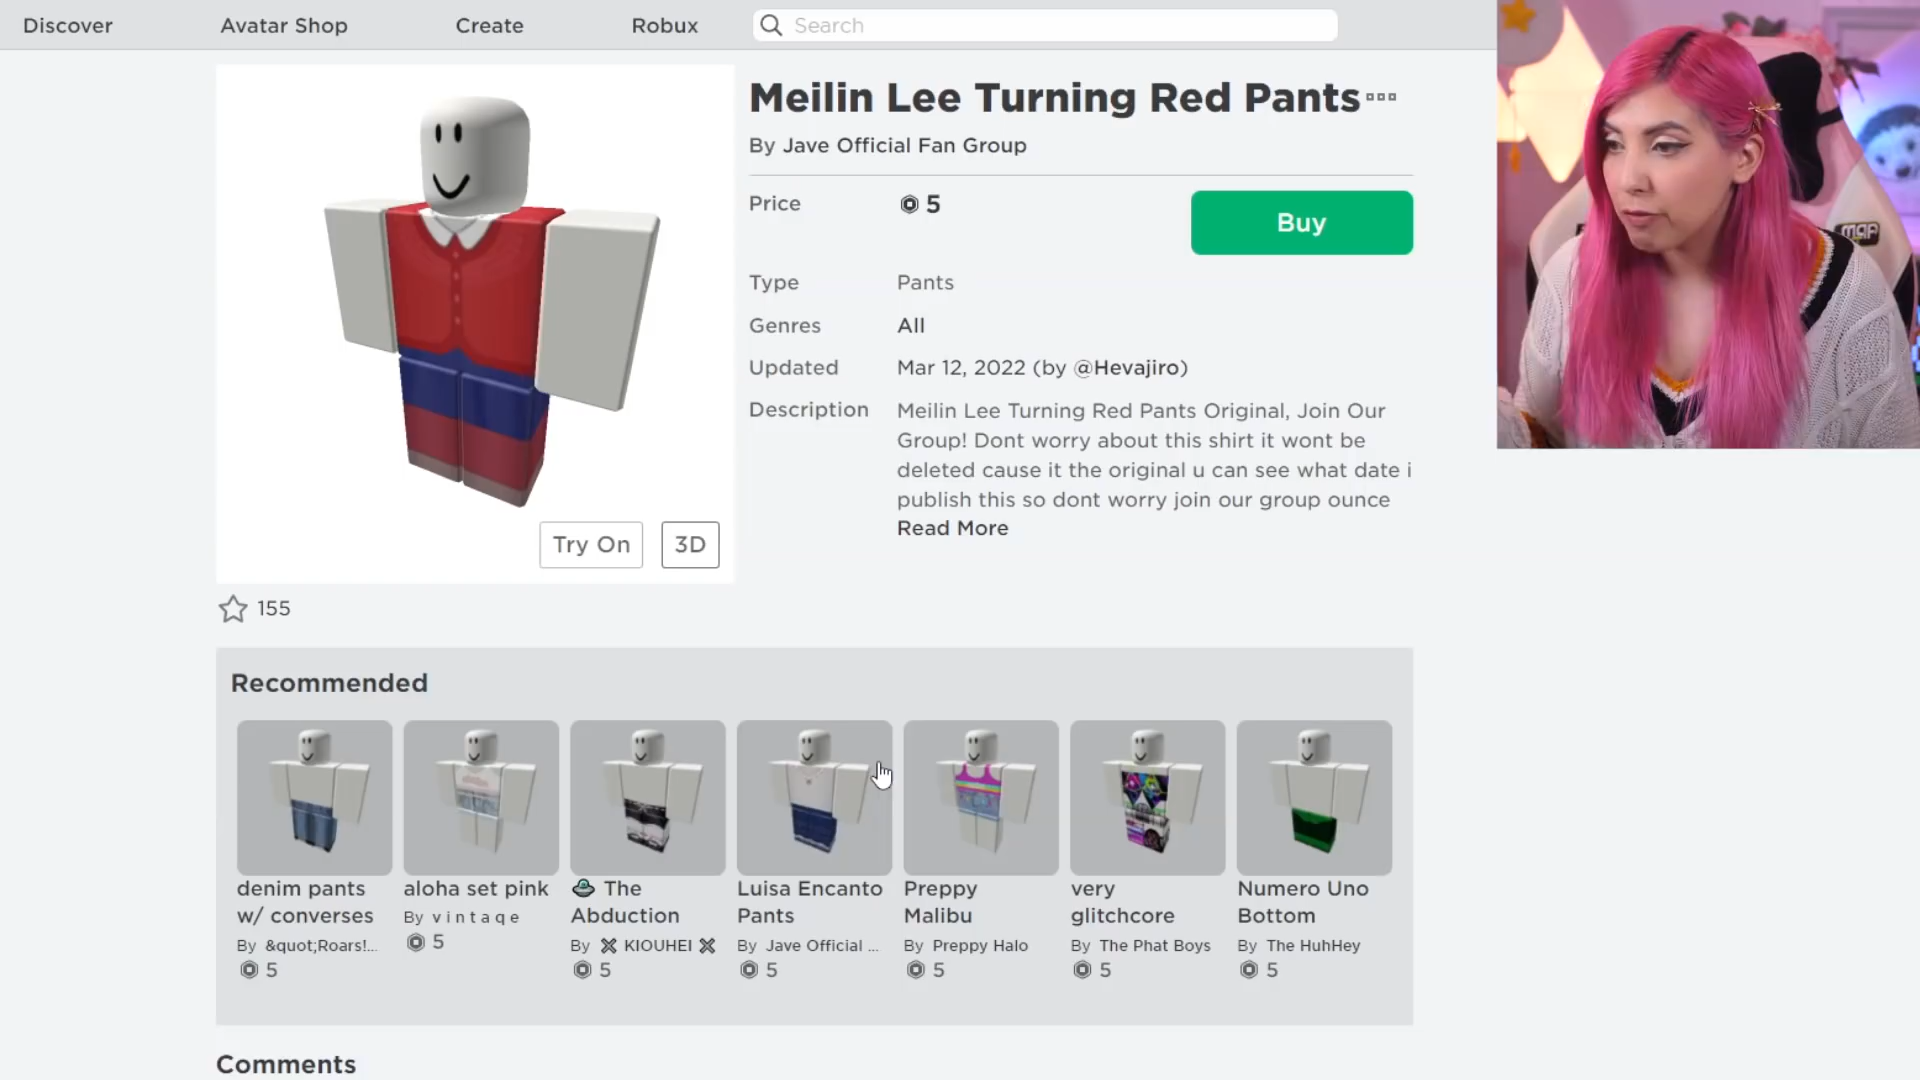 Discover Avatar Shop Create Robux Search
Meilin Lee Turning Red Pants
By Jave Official Fan Group
Price 5
Buy
Type Pants
Genres All
Updated Mar 12, 2022 (by @Hevajiro)
Description Meilin Lee Turning Red Pants Original, Join Our
Group! Dont worry about this shirt it wont be
deleted cause it the original u can see what date i
publish this so dont worry join our group ounce
Read More
Try On 3D
155
Recommended
denim pants
w/ converses
By &quot;Roars!...
5
aloha set pink
By v i n t a q e
5
The
Abduction
By KIOUHEI
5
Luisa Encanto
Pants
By Jave Official ...
5
Preppy
Malibu
By Preppy Halo
5
very
glitchcore
By The Phat Boys
5
Numero Uno
Bottom
By The HuhHey
5
Comments